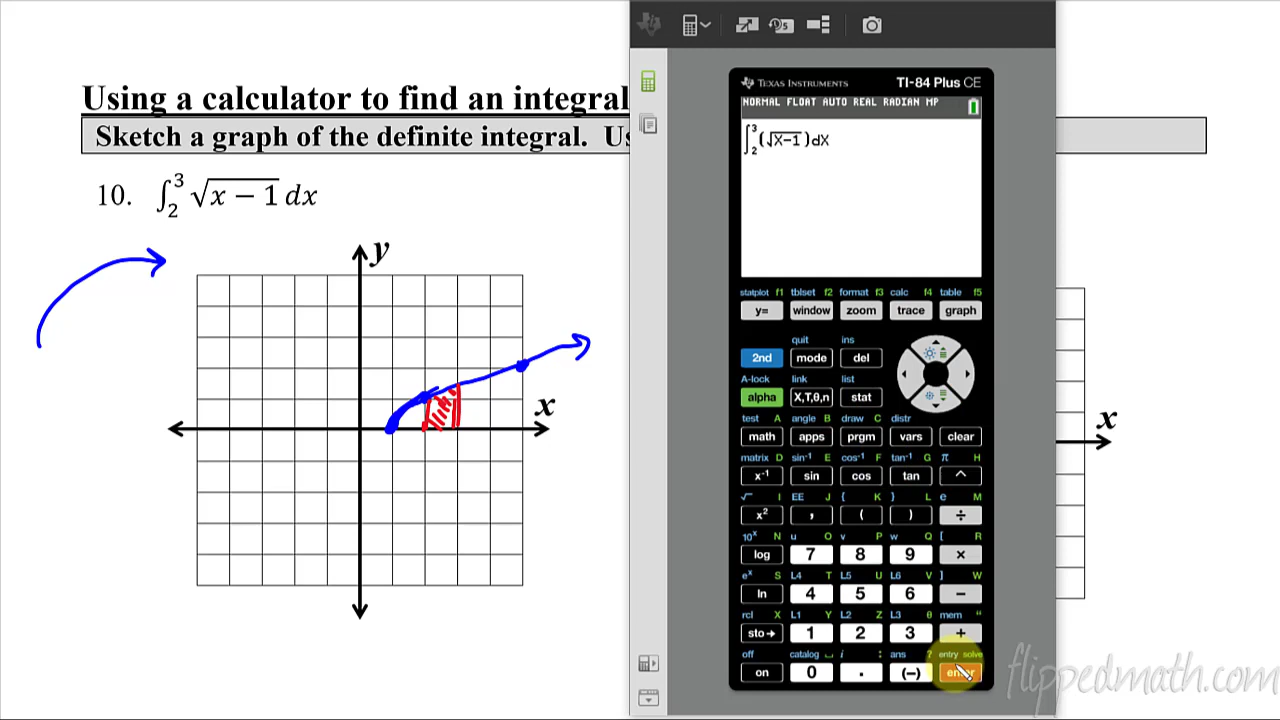 Using a calculator to find an integral
Sketch a graph of the definite integral. Us
10. ∫₂³ √(x − 1) dx
y
x
x
TEXAS INSTRUMENTS TI-84 Plus CE
NORMAL FLOAT AUTO REAL RADIAN MP
∫₂³(√X-1)dX
statplot f1 tblset f2 format f3 calc f4 table f5
y= window zoom trace graph
quit ins
2nd mode del
A-lock link list
alpha X,T,θ,n stat
test A angle B draw C distr
math apps prgm vars clear
matrix D sin⁻¹ E cos⁻¹ F tan⁻¹ G π H
x⁻¹ sin cos tan ^
√ I EE J { K } L e M
x² , ( ) ÷
10ˣ N u O v P w Q [ R
log 7 8 9 ×
eˣ S L4 T L5 U L6 V ] W
ln 4 5 6 −
rcl X L1 Y L2 Z L3 θ mem "
sto→ 1 2 3 +
off catalog ⎵ i : ans ? entry solve
on 0 . (−) enter
flippedmath.com